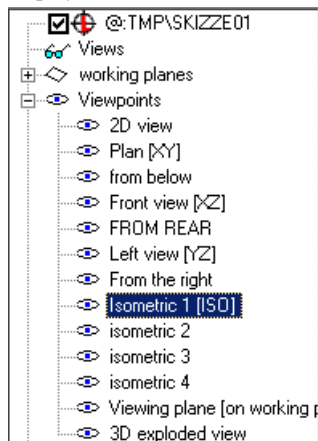 @:TMP\SKIZZE01
Views
working planes
Viewpoints
2D view
Plan [XY]
from below
Front view [XZ]
FROM REAR
Left view [YZ]
From the right
Isometric 1 [ISO]
isometric 2
isometric 3
isometric 4
Viewing plane [on working
3D exploded view